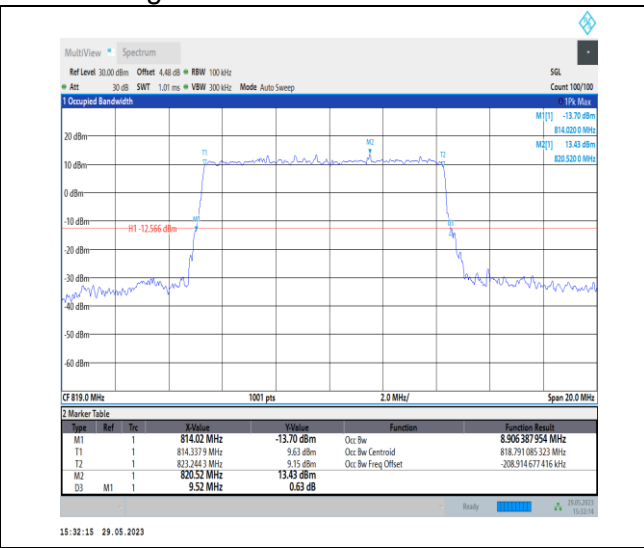 MultiView Spectrum
Ref Level 30.00 dBm Offset 4.48 dB RBW 100 kHz SGL
Att 30 dB SWT 1.01 ms VBW 300 kHz Mode Auto Sweep Count 100/100
1 Occupied Bandwidth 1Pk Max
M1[1] -13.70 dBm
814.020 0 MHz
M2[1] 13.43 dBm
820.520 0 MHz
20 dBm
M2
T1
T2
10 dBm
0 dBm
M1
-10 dBm
H1 -12.566 dBm
D3
-20 dBm
-30 dBm
-40 dBm
-50 dBm
-60 dBm
CF 819.0 MHz 1001 pts 2.0 MHz/ Span 20.0 MHz
2 Marker Table
Type Ref Trc X-Value Y-Value Function Function Result
M1 1 814.02 MHz -13.70 dBm Occ Bw 8.906 387 954 MHz
T1 1 814.337 9 MHz 9.63 dBm Occ Bw Centroid 818.791 085 323 MHz
T2 1 823.244 3 MHz 9.15 dBm Occ Bw Freq Offset -208.914 677 416 kHz
M2 1 820.52 MHz 13.43 dBm
D3 M1 1 9.52 MHz 0.63 dB
Ready 29.05.2023
15:32:14
15:32:15 29.05.2023